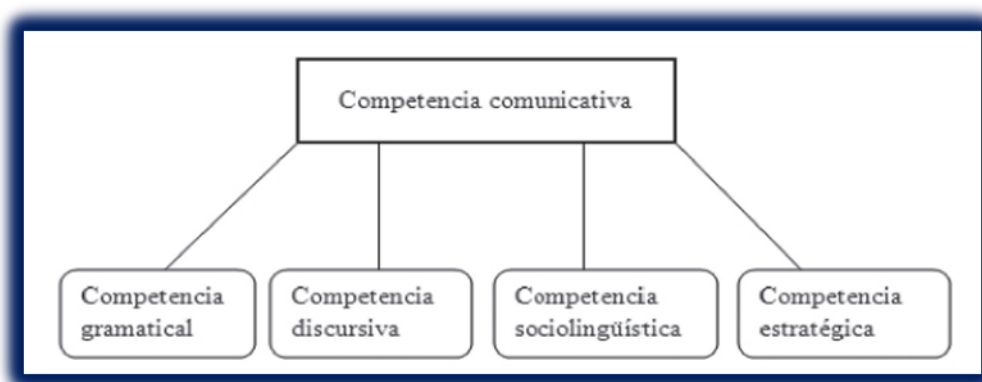 Competencia comunicativa
Competencia
gramatical
Competencia
discursiva
Competencia
sociolingüística
Competencia
estratégica